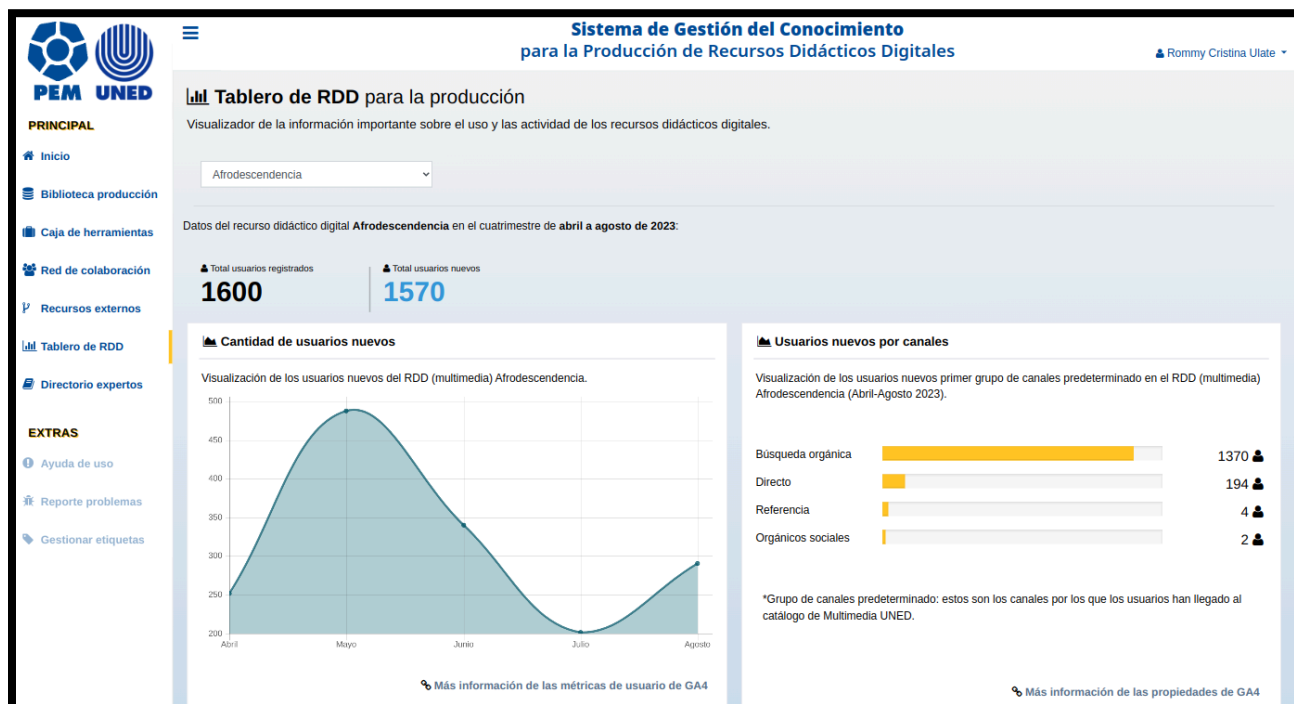 PEM UNED
Sistema de Gestión del Conocimiento
para la Producción de Recursos Didácticos Digitales
Rommy Cristina Ulate
PRINCIPAL
Inicio
Biblioteca producción
Caja de herramientas
Red de colaboración
Recursos externos
Tablero de RDD
Directorio expertos
EXTRAS
Ayuda de uso
Reporte problemas
Gestionar etiquetas
Tablero de RDD para la producción
Visualizador de la información importante sobre el uso y las actividad de los recursos didácticos digitales.
Afrodescendencia
Datos del recurso didáctico digital Afrodescendencia en el cuatrimestre de abril a agosto de 2023:
Total usuarios registrados
1600
Total usuarios nuevos
1570
Cantidad de usuarios nuevos
Visualización de los usuarios nuevos del RDD (multimedia) Afrodescendencia.
500
450
400
350
300
250
200
Abril Mayo Junio Julio Agosto
Más información de las métricas de usuario de GA4
Usuarios nuevos por canales
Visualización de los usuarios nuevos primer grupo de canales predeterminado en el RDD (multimedia)
Afrodescendencia (Abril-Agosto 2023).
Búsqueda orgánica 1370
Directo 194
Referencia 4
Orgánicos sociales 2
*Grupo de canales predeterminado: estos son los canales por los que los usuarios han llegado al
catálogo de Multimedia UNED.
Más información de las propiedades de GA4